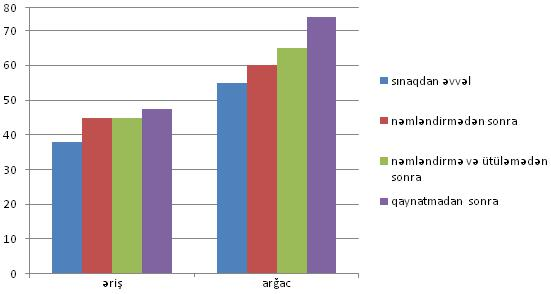 80
70
60
50
40
30
20
10
0
əriş
arğac
sınaqdan əvvəl
nəmləndirmədən sonra
nəmləndirmə və ütüləmədən
sonra
qaynatmadan sonra